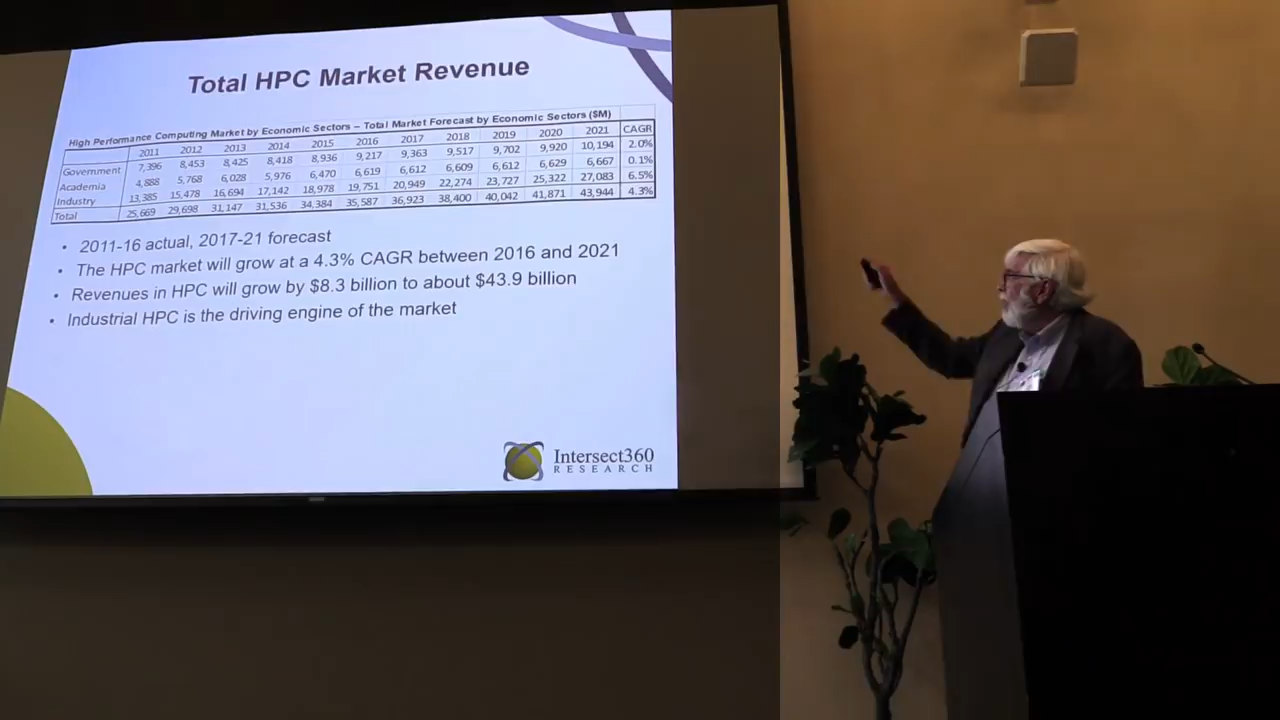 Total HPC Market Revenue
High Performance Computing Market by Economic Sectors – Total Market Forecast by Economic Sectors ($M)
2011 2012 2013 2014 2015 2016 2017 2018 2019 2020 2021 CAGR
Government 7,396 8,453 8,425 8,418 8,936 9,217 9,363 9,517 9,702 9,920 10,194 2.0%
Academia 4,888 5,768 6,028 5,976 6,470 6,619 6,612 6,609 6,612 6,629 6,667 0.1%
Industry 13,385 15,478 16,694 17,142 18,978 19,751 20,949 22,274 23,727 25,322 27,083 6.5%
Total 25,669 29,698 31,147 31,536 34,384 35,587 36,923 38,400 40,042 41,871 43,944 4.3%
• 2011-16 actual, 2017-21 forecast
• The HPC market will grow at a 4.3% CAGR between 2016 and 2021
• Revenues in HPC will grow by $8.3 billion to about $43.9 billion
• Industrial HPC is the driving engine of the market
Intersect360
RESEARCH